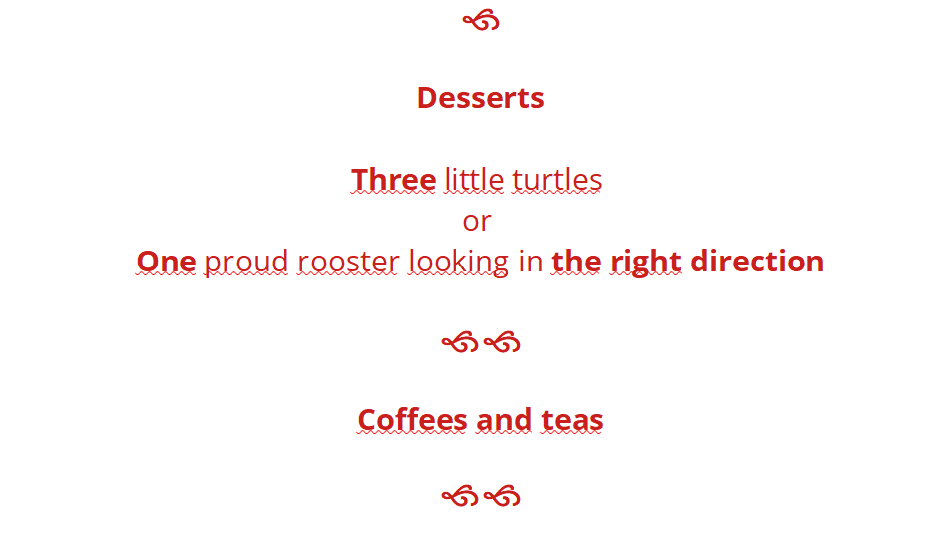 Desserts
Three little turtles
or
One proud rooster looking in the right direction
Coffees and teas